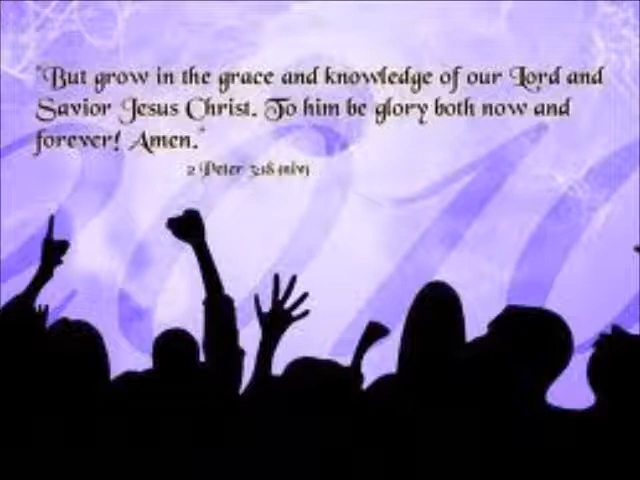 "But grow in the grace and knowledge of our Lord and
Savior Jesus Christ. To him be glory both now and
forever! Amen."
2 Peter 3:18 (niv)